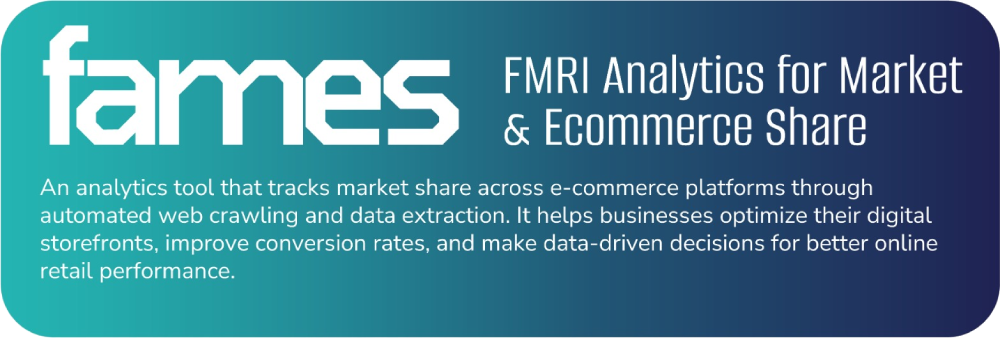 fames
FMRI Analytics for Market
& Ecommerce Share
An analytics tool that tracks market share across e-commerce platforms through
automated web crawling and data extraction. It helps businesses optimize their digital
storefronts, improve conversion rates, and make data-driven decisions for better online
retail performance.